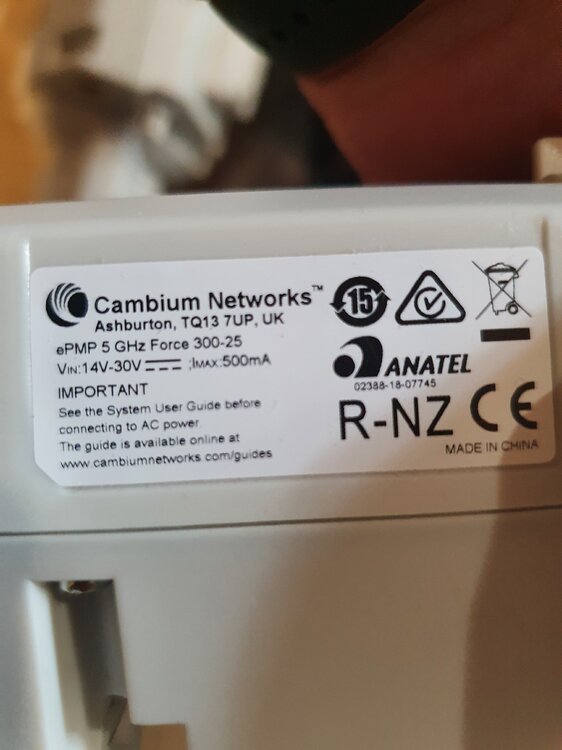 Cambium Networks™
Ashburton, TQ13 7UP, UK
ePMP 5 GHz Force 300-25
VIN:14V-30V ⎓ ;IMAX:500mA
IMPORTANT
See the System User Guide before
connecting to AC power.
The guide is available online at
www.cambiumnetworks.com/guides
15
ANATEL
02388-18-07745
R-NZ CE
MADE IN CHINA